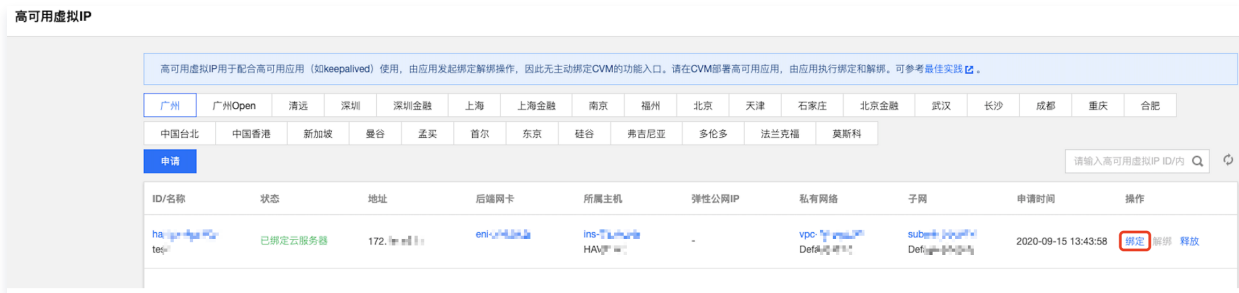 高可用虚拟IP
高可用虚拟IP用于配合高可用应用（如keepalived）使用，由应用发起绑定解绑操作，因此无主动绑定CVM的功能入口。请在CVM部署高可用应用，由应用执行绑定和解绑。可参考最佳实践。
广州 广州Open 清远 深圳 深圳金融 上海 上海金融 南京 福州 北京 天津 石家庄 北京金融 武汉 长沙 成都 重庆 合肥
中国台北 中国香港 新加坡 曼谷 孟买 首尔 东京 硅谷 弗吉尼亚 多伦多 法兰克福 莫斯科
申请 请输入高可用虚拟IP ID/内
ID/名称 状态 地址 后端网卡 所属主机 弹性公网IP 私有网络 子网 申请时间 操作
已绑定云服务器 172. eni- ins- - vpc- 2020-09-15 13:43:58 绑定 解绑 释放